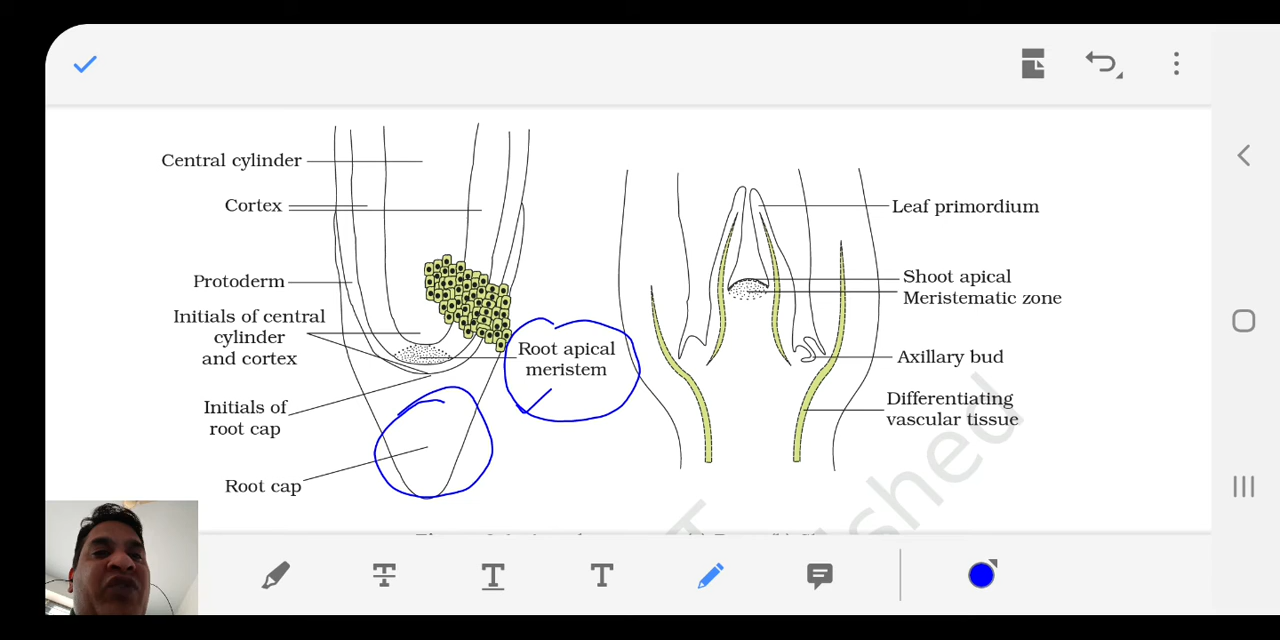 Central cylinder
Cortex
Protoderm
Initials of central
cylinder
and cortex
Initials of
root cap
Root cap
Root apical
meristem
Leaf primordium
Shoot apical
Meristematic zone
Axillary bud
Differentiating
vascular tissue
shed
T
T
T